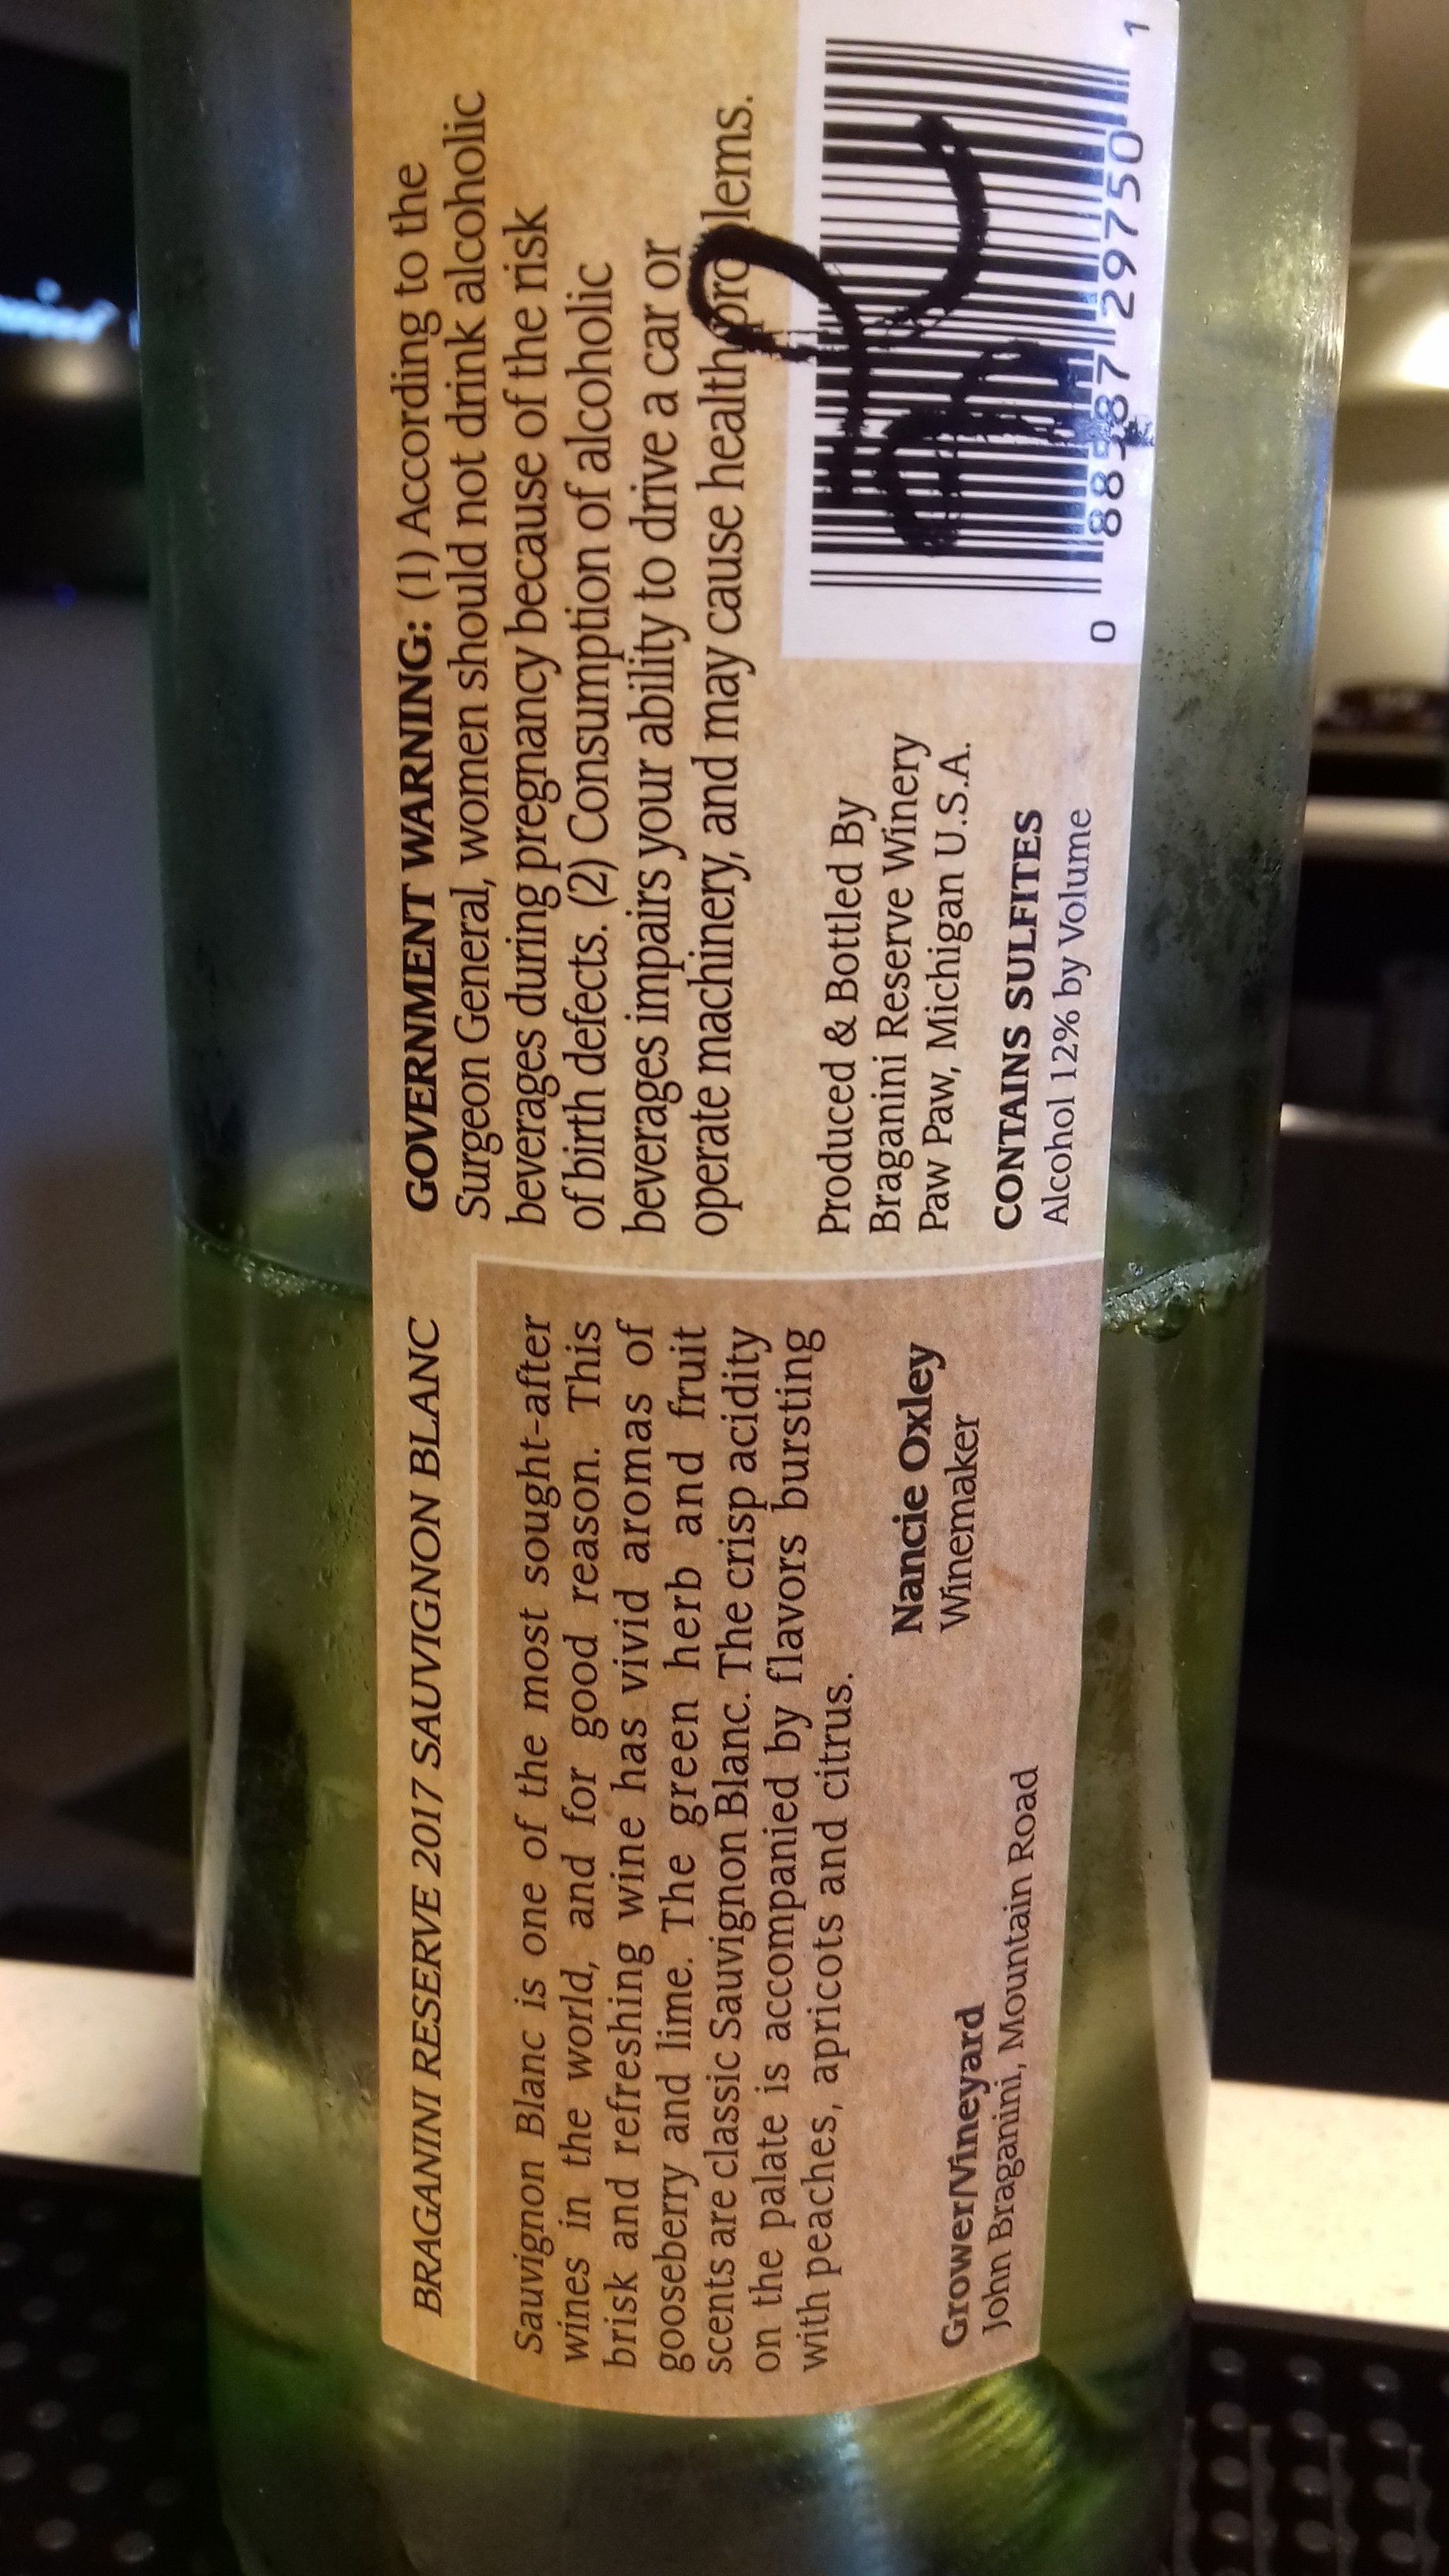 BRAGANINI RESERVE 2017 SAUVIGNON BLANC
Sauvignon Blanc is one of the most sought-after
wines in the world, and for good reason. This
brisk and refreshing wine has vivid aromas of
gooseberry and lime. The green herb and fruit
scents are classic Sauvignon Blanc. The crisp acidity
on the palate is accompanied by flavors bursting
with peaches, apricots and citrus.
Nancie Oxley
Winemaker
Grower/Vineyard
John Braganini, Mountain Road
GOVERNMENT WARNING: (1) According to the
Surgeon General, women should not drink alcoholic
beverages during pregnancy because of the risk
of birth defects. (2) Consumption of alcoholic
beverages impairs your ability to drive a car or
operate machinery, and may cause health problems.
Produced & Bottled By
Braganini Reserve Winery
Paw Paw, Michigan U.S.A.
CONTAINS SULFITES
Alcohol 12% by Volume
0 29750 1